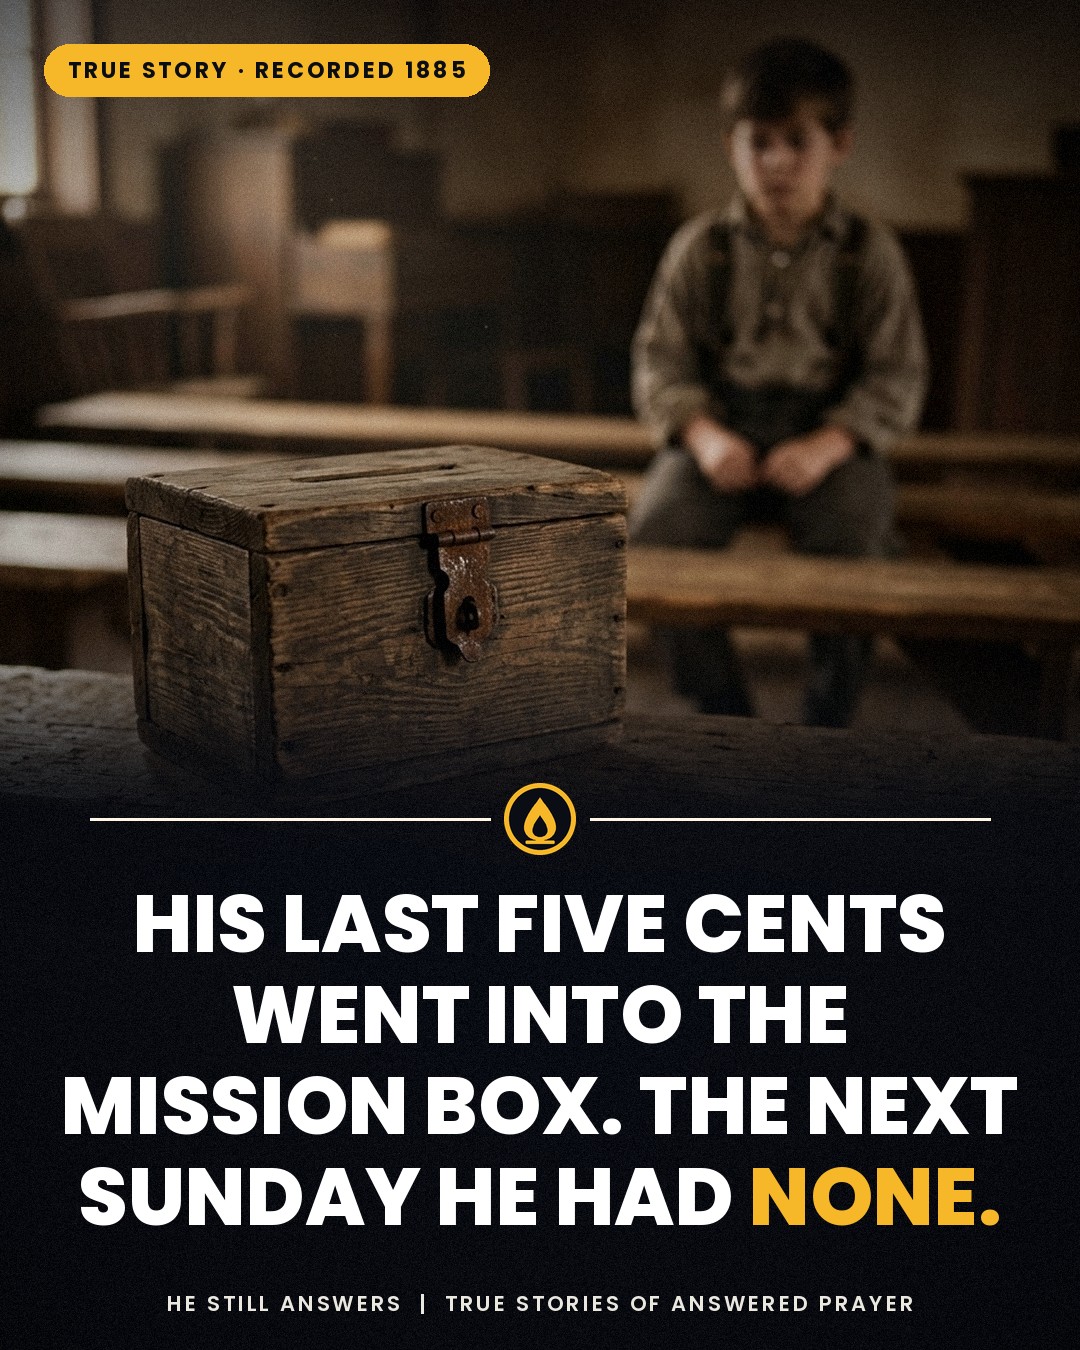 TRUE STORY · RECORDED 1885
HIS LAST FIVE CENTS
WENT INTO THE
MISSION BOX. THE NEXT
SUNDAY HE HAD NONE.
HE STILL ANSWERS | TRUE STORIES OF ANSWERED PRAYER